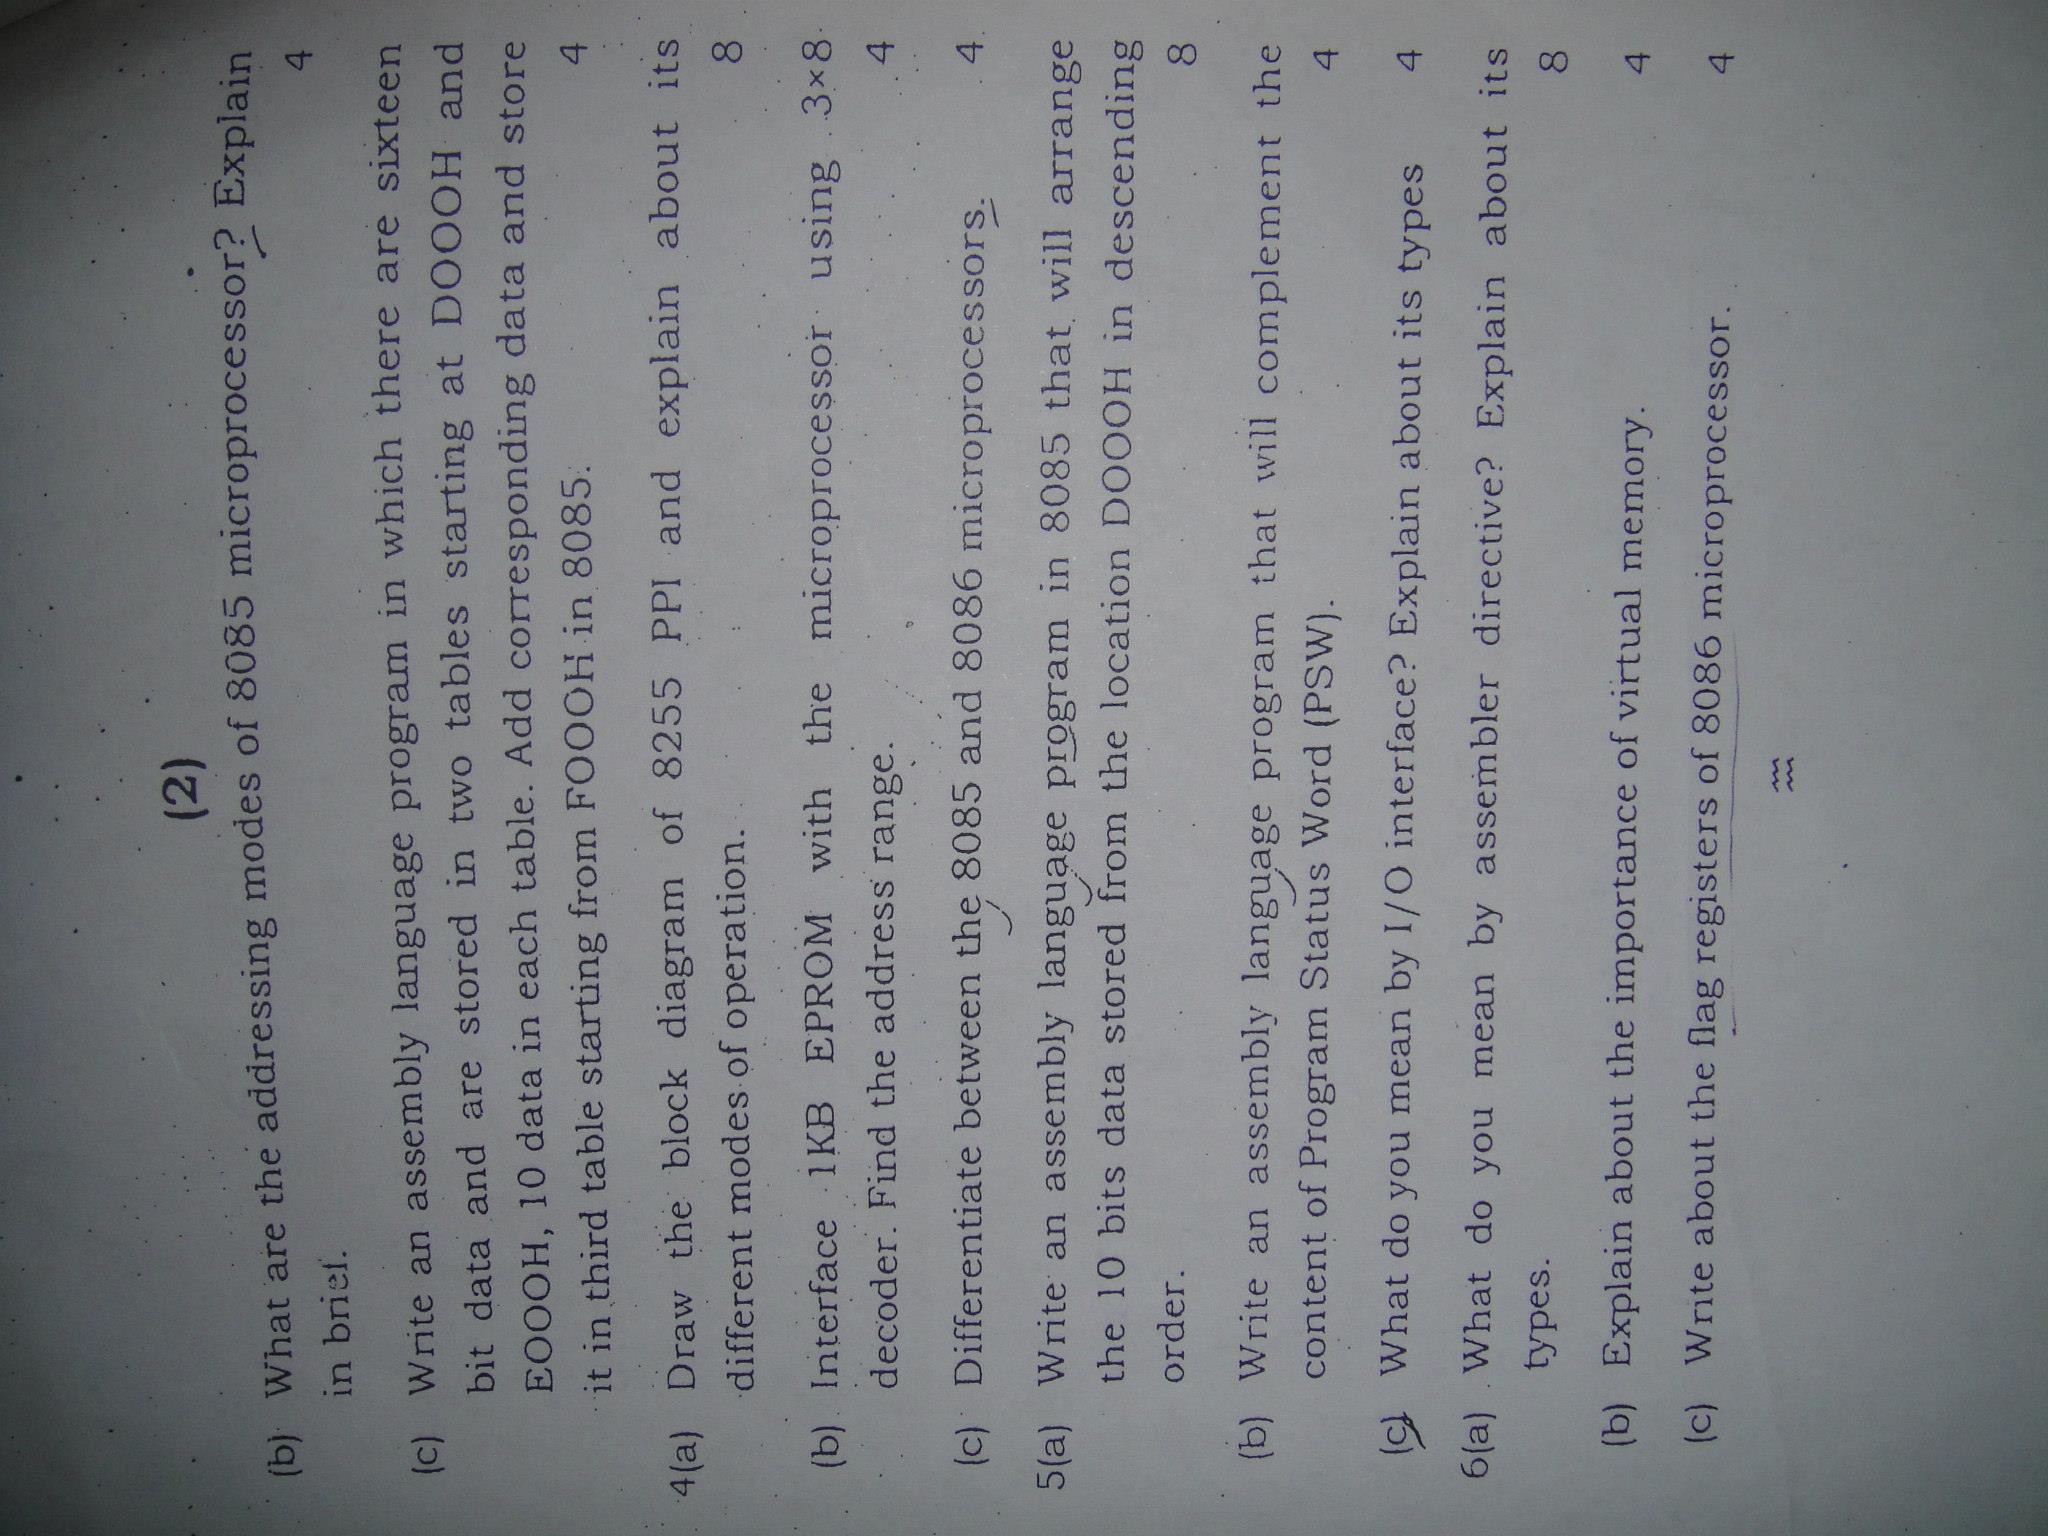 (2)
(b) What are the addressing modes of 8085 microprocessor? Explain
in brief. 4
(c) Write an assembly language program in which there are sixteen
bit data and are stored in two tables starting at DOOOH and
EOOOH, 10 data in each table. Add corresponding data and store
it in third table starting from FOOOH in 8085. 4
4(a) Draw the block diagram of 8255 PPI and explain about its
different modes of operation. 8
(b) Interface 1KB EPROM with the microprocessor using 3×8
decoder. Find the address range. 4
(c) Differentiate between the 8085 and 8086 microprocessors. 4
5(a) Write an assembly language program in 8085 that will arrange
the 10 bits data stored from the location DOOOH in descending
order. 8
(b) Write an assembly language program that will complement the
content of Program Status Word (PSW). 4
(c) What do you mean by I/O interface? Explain about its types 4
6(a) What do you mean by assembler directive? Explain about its
types. 8
(b) Explain about the importance of virtual memory. 4
(c) Write about the flag registers of 8086 microprocessor. 4